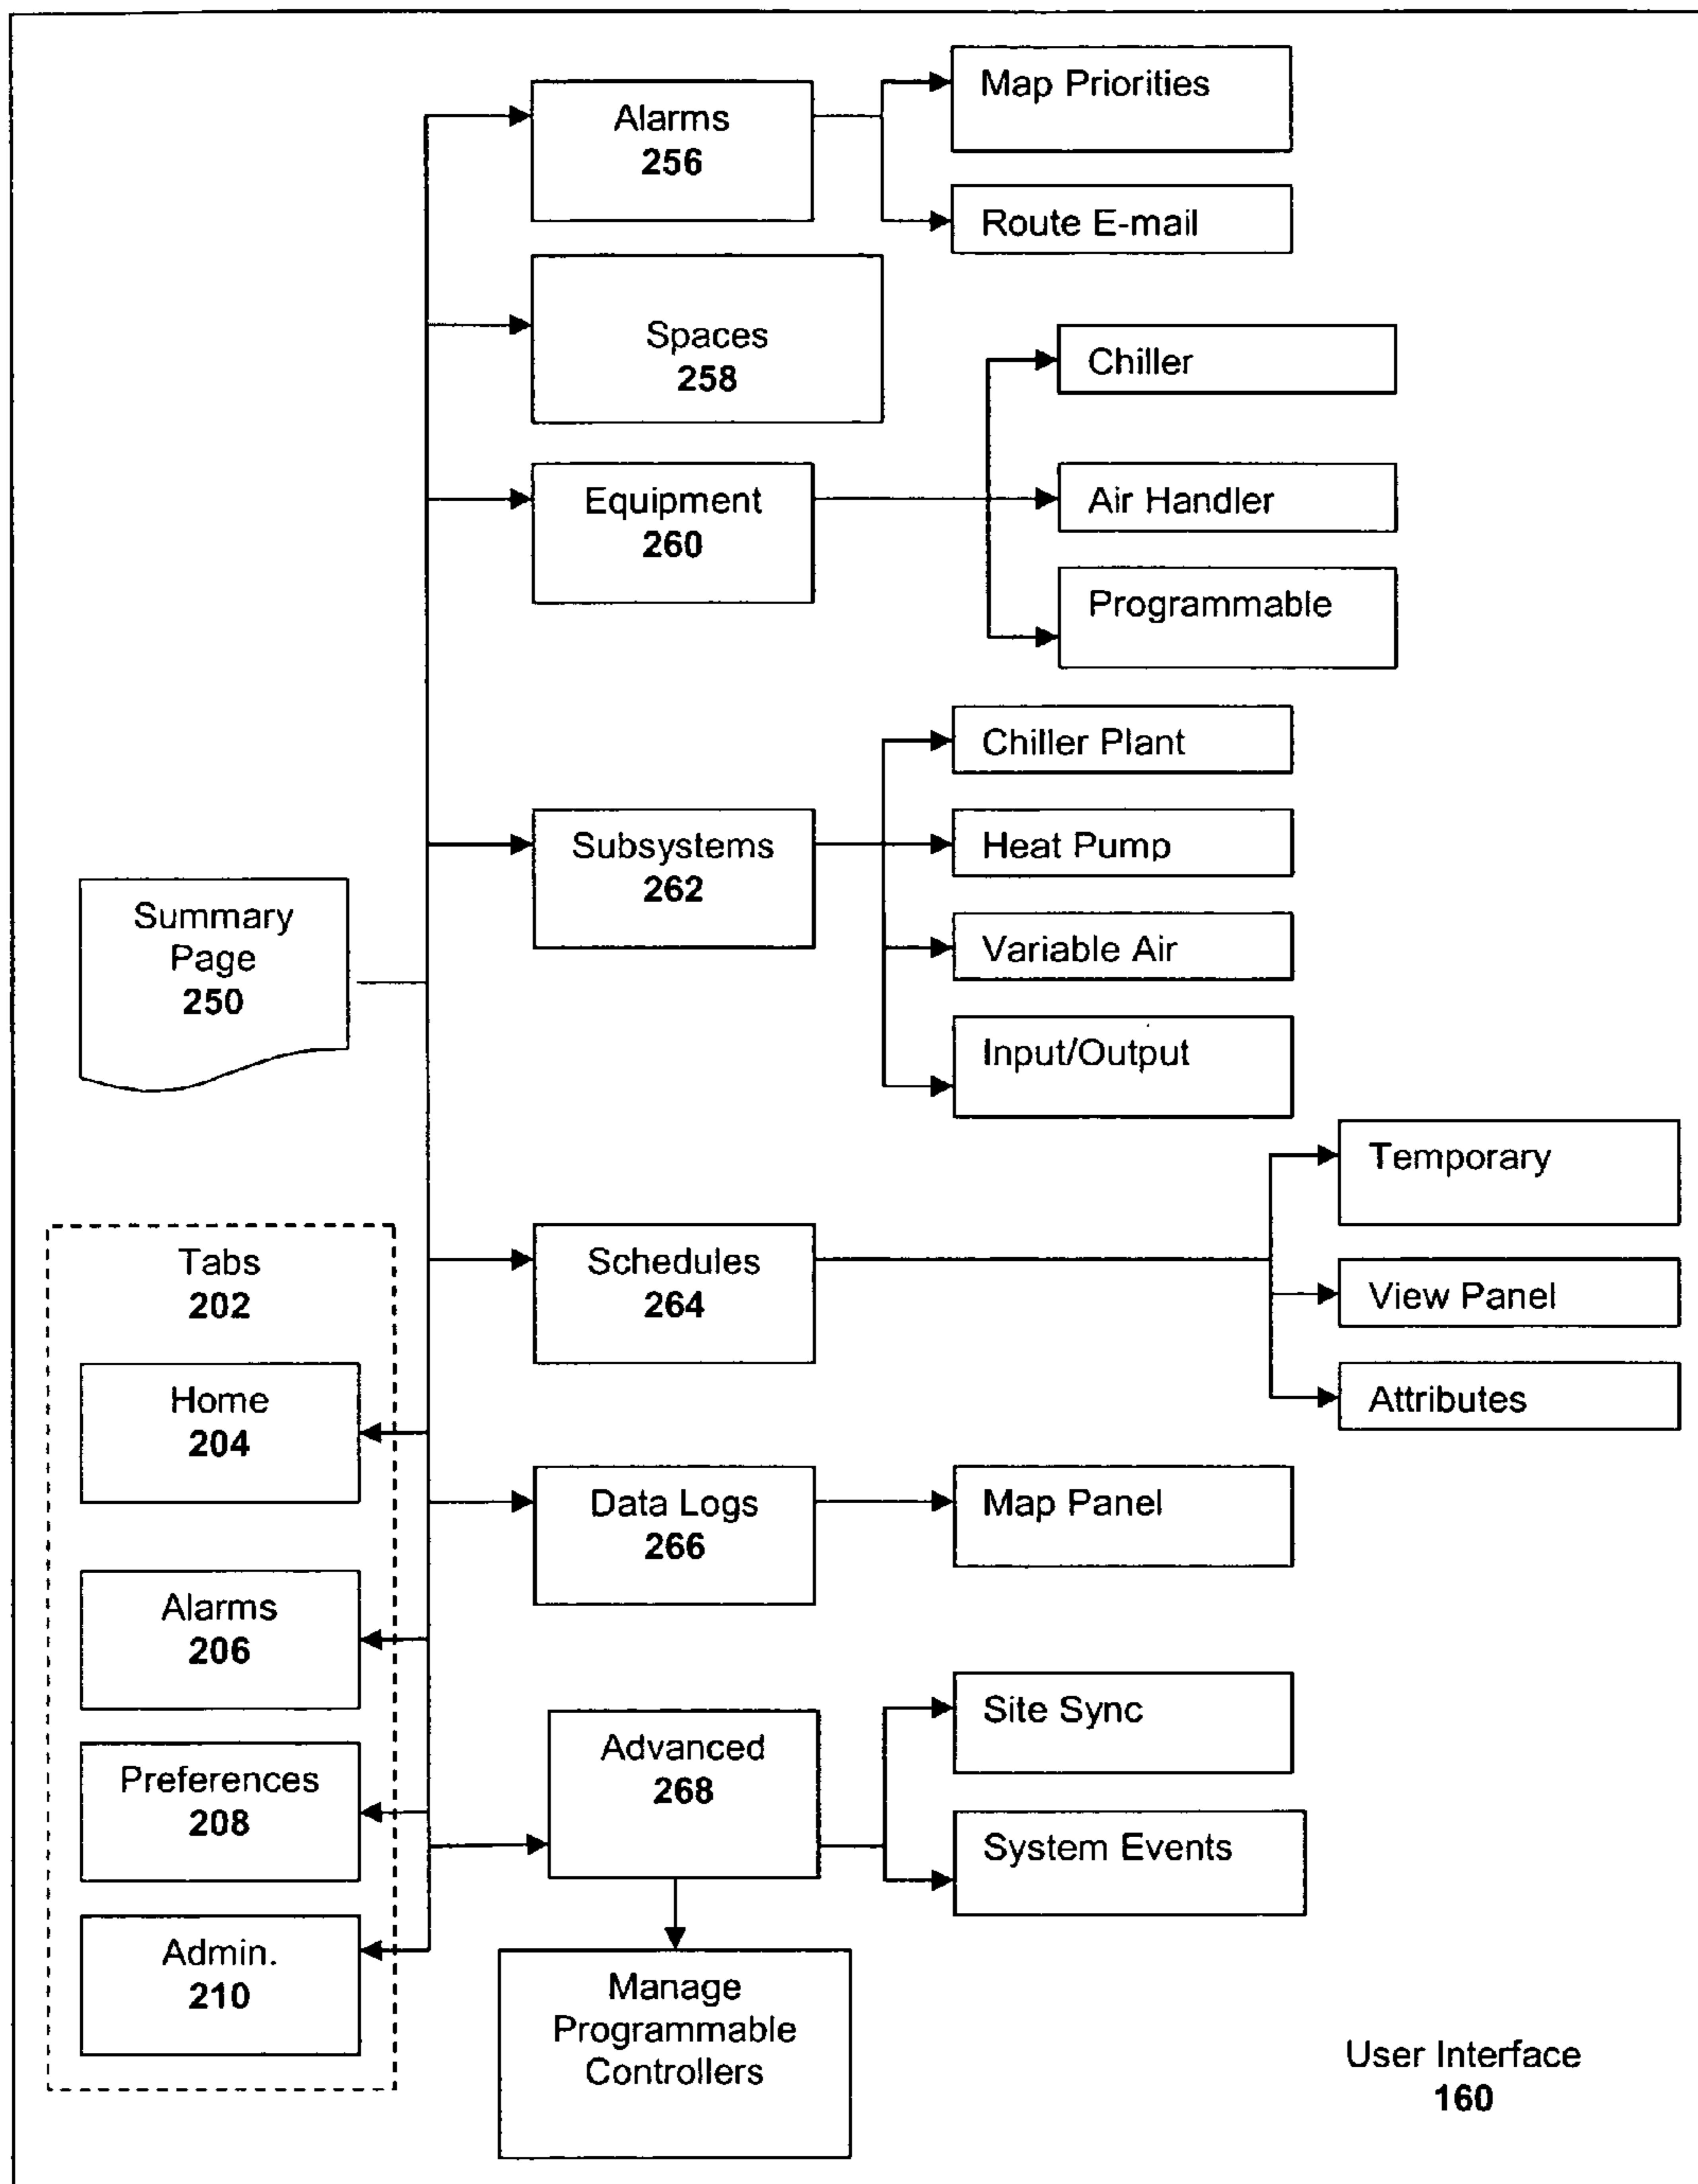 Alarms
256
Map Priorities
Route E-mail
Spaces
258
Equipment
260
Chiller
Air Handler
Programmable
Subsystems
262
Chiller Plant
Heat Pump
Variable Air
Input/Output
Summary
Page
250
Schedules
264
Temporary
View Panel
Attributes
Tabs
202
Home
204
Alarms
206
Preferences
208
Admin.
210
Data Logs
266
Map Panel
Advanced
268
Site Sync
System Events
Manage
Programmable
Controllers
User Interface
160